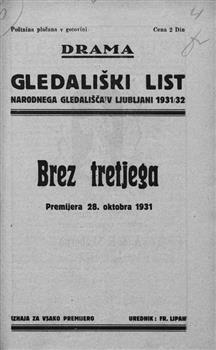 Poštnina plačana v gotovini Cena 2 Din
DRAMA
GLEDALIŠKI LIST
NARODNEGA GLEDALIŠČA V LJUBLJANI 1931/32
Brez tretjega
Premijera 28. oktobra 1931
IZHAJA ZA VSAKO PREMIJERO UREDNIK: FR. LIPAH